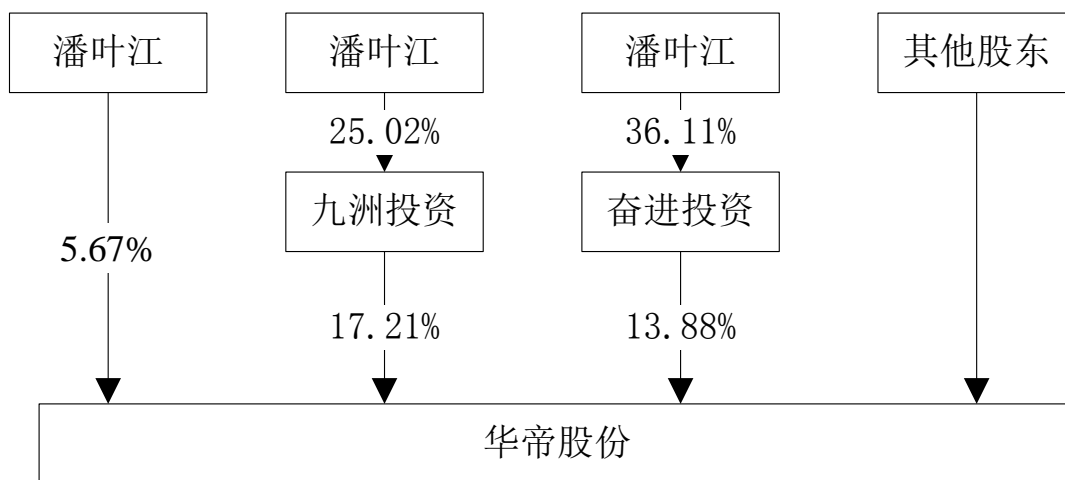 潘叶江
潘叶江
潘叶江
其他股东
25.02%
36.11%
九洲投资
奋进投资
5.67%
17.21%
13.88%
华帝股份